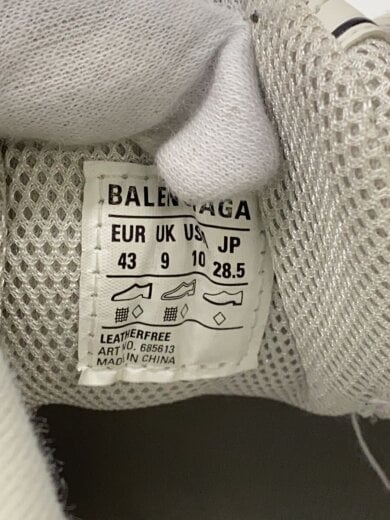 BALENCIAGA
EUR UK US JP
43 9 10 28.5
LEATHERFREE
ART NO. 685613
MADE IN CHINA